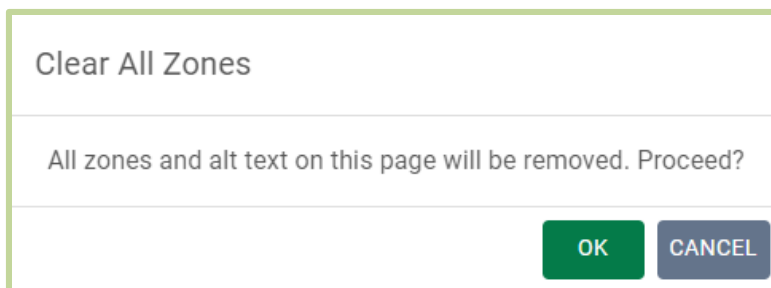 Clear All Zones
All zones and alt text on this page will be removed. Proceed?
OK CANCEL